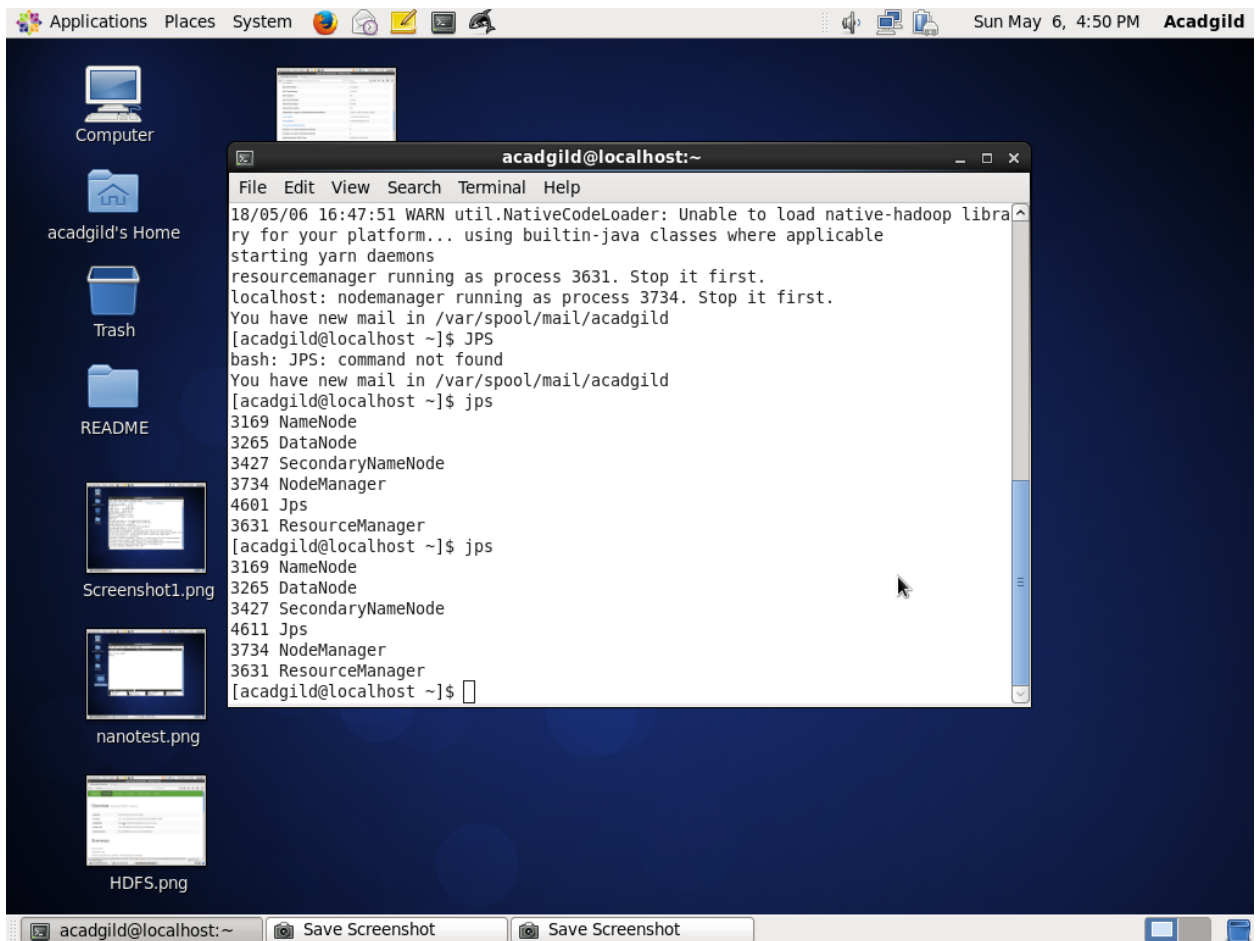 Applications Places System
Sun May 6, 4:50 PM Acadgild
Computer
acadgild's Home
Trash
README
Screenshot1.png
nanotest.png
HDFS.png
acadgild@localhost:~
File Edit View Search Terminal Help
18/05/06 16:47:51 WARN util.NativeCodeLoader: Unable to load native-hadoop libra
ry for your platform... using builtin-java classes where applicable
starting yarn daemons
resourcemanager running as process 3631. Stop it first.
localhost: nodemanager running as process 3734. Stop it first.
You have new mail in /var/spool/mail/acadgild
[acadgild@localhost ~]$ JPS
bash: JPS: command not found
You have new mail in /var/spool/mail/acadgild
[acadgild@localhost ~]$ jps
3169 NameNode
3265 DataNode
3427 SecondaryNameNode
3734 NodeManager
4601 Jps
3631 ResourceManager
[acadgild@localhost ~]$ jps
3169 NameNode
3265 DataNode
3427 SecondaryNameNode
4611 Jps
3734 NodeManager
3631 ResourceManager
[acadgild@localhost ~]$
acadgild@localhost:~
Save Screenshot
Save Screenshot